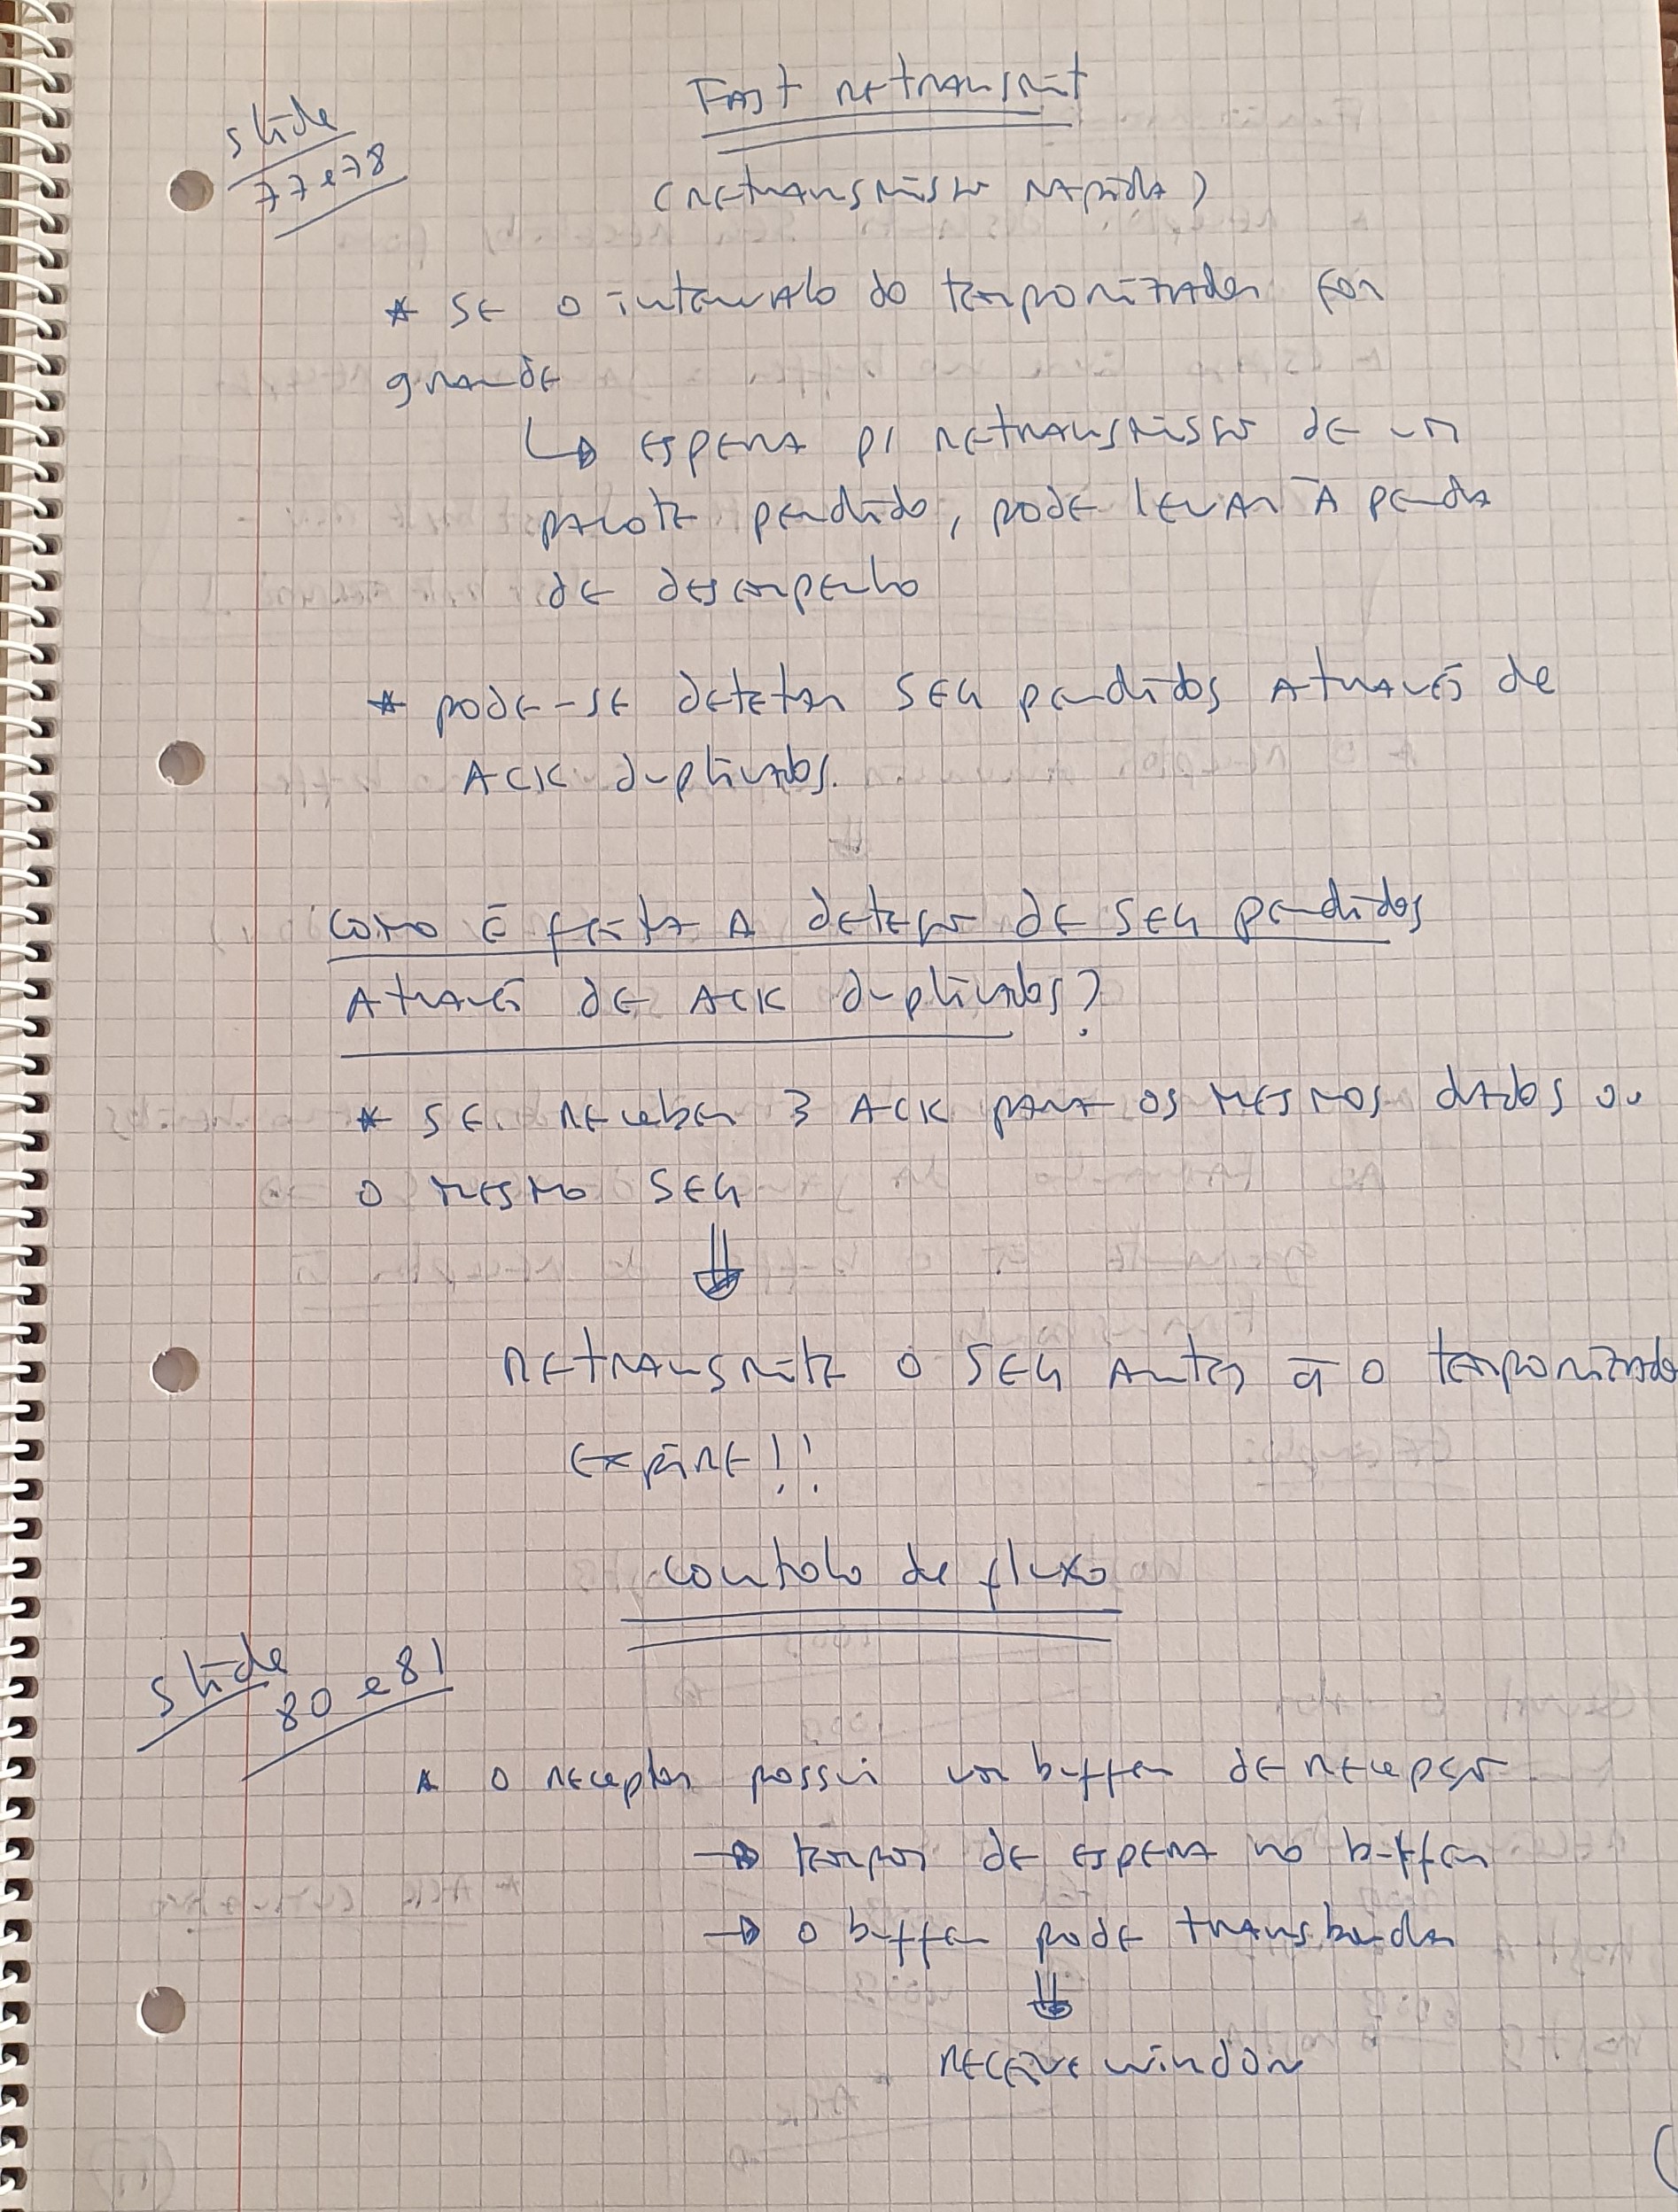 Fast retransmit
slide
77 e 78
(retransmissão rápida)
* se o intervalo do temporizador for
grande
↳ espera p/ retransmissão de um
pacote perdido, pode levar à perda
de desempenho
* pode-se detetar SEG perdidos através de
ACK duplicados.
como é feita a deteção de SEG perdidos
através de ACK duplicados?
* se receber 3 ACK para os mesmos dados ou
o mesmo SEG
⇓
retransmite o SEG antes q̄ o temporizador
expire!!
controlo de fluxo
slide
80 e 81
* o receptor possui um buffer de recepção
→ tempos de espera no buffer
→ o buffer pode transbordar
⇓
receive window